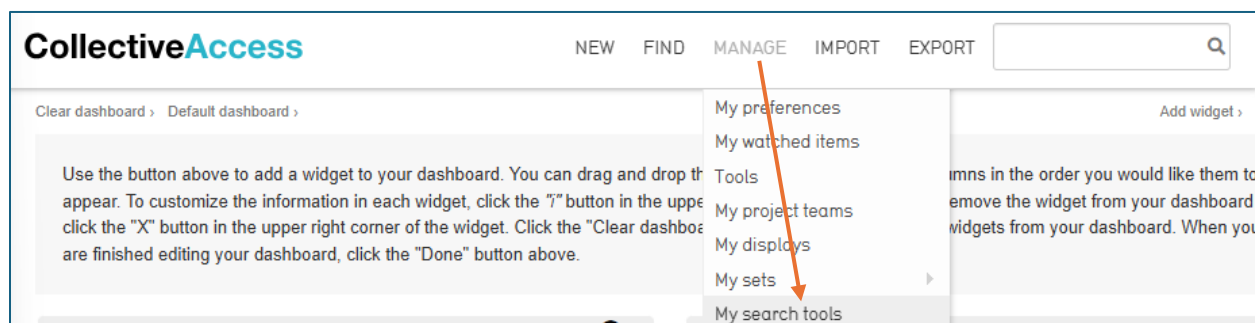 CollectiveAccess
NEW FIND MANAGE IMPORT EXPORT
Clear dashboard › Default dashboard › Add widget ›
My preferences
My watched items
Tools
My project teams
My displays
My sets
My search tools
Use the button above to add a widget to your dashboard. You can drag and drop th
mns in the order you would like them to
appear. To customize the information in each widget, click the "i" button in the uppe
emove the widget from your dashboard
click the "X" button in the upper right corner of the widget. Click the "Clear dashboa
widgets from your dashboard. When you
are finished editing your dashboard, click the "Done" button above.